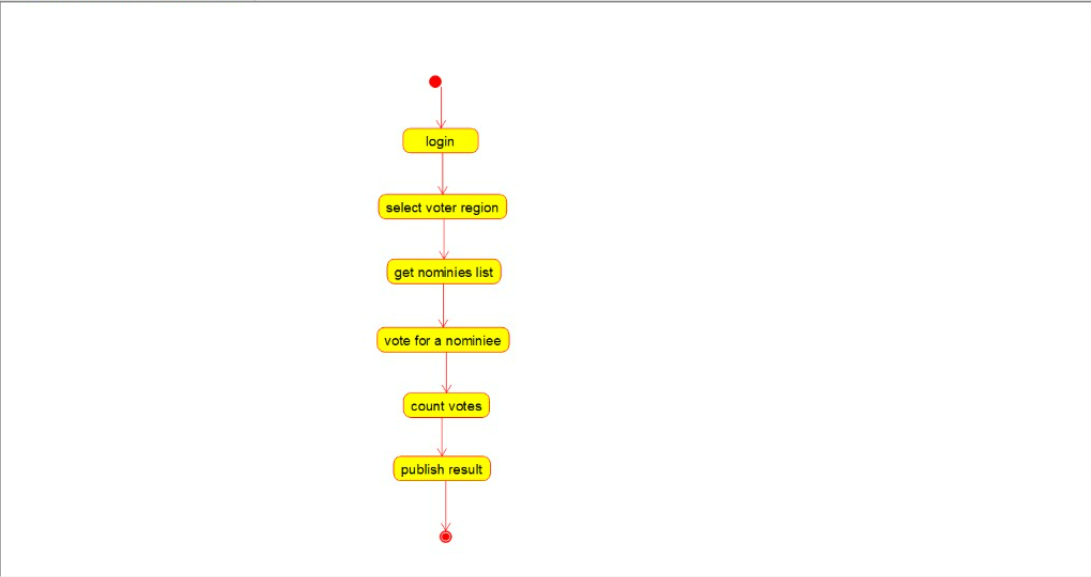 login
select voter region
get nominies list
vote for a nominiee
count votes
publish result